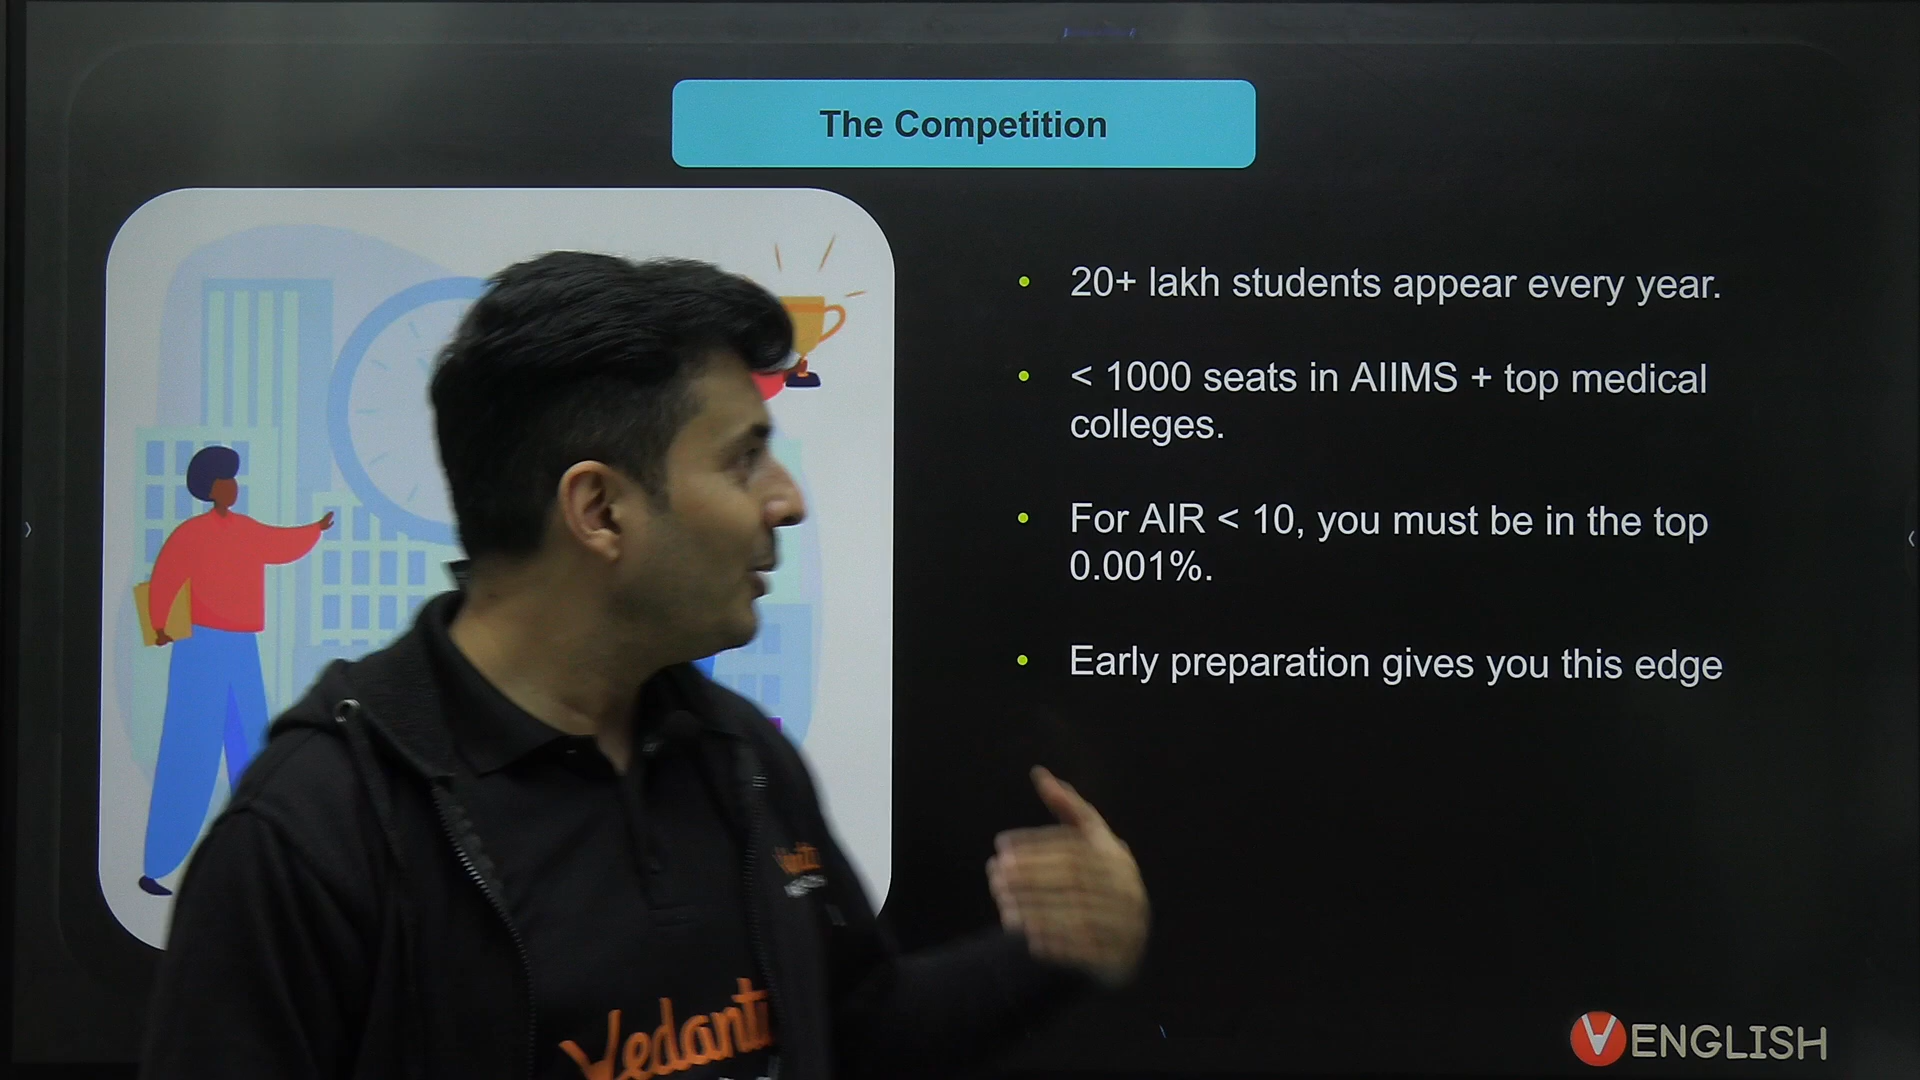 The Competition
• 20+ lakh students appear every year.
• < 1000 seats in AIIMS + top medical
colleges.
• For AIR < 10, you must be in the top
0.001%.
• Early preparation gives you this edge
VENGLISH